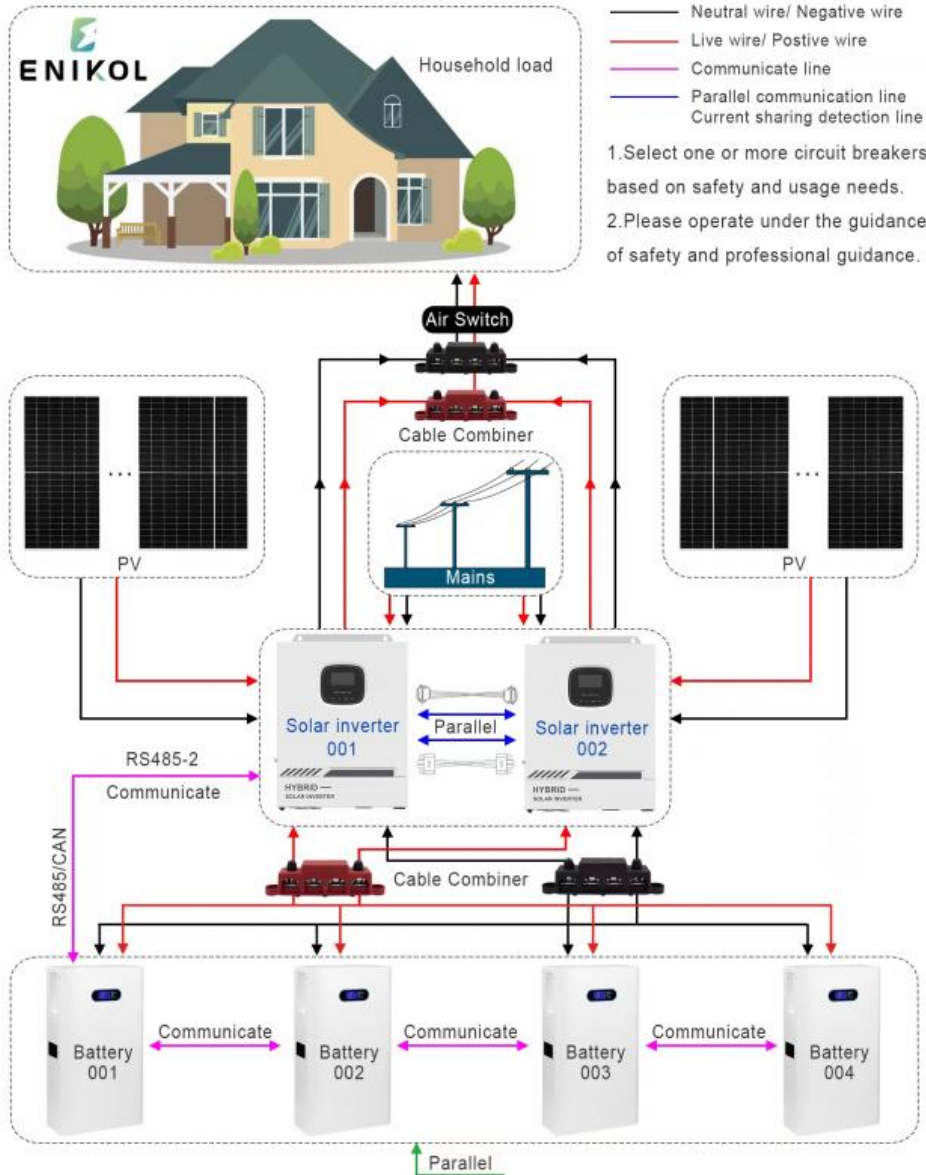 ENIKOL
Household load
Neutral wire/ Negative wire
Live wire/ Postive wire
Communicate line
Parallel communication line
Current sharing detection line
1.Select one or more circuit breakers
based on safety and usage needs.
2.Please operate under the guidance
of safety and professional guidance.
Air Switch
Cable Combiner
PV
Mains
PV
Solar inverter
001
Parallel
Solar inverter
002
HYBRID —
SOLAR INVERTER
HYBRID —
SOLAR INVERTER
RS485-2
Communicate
RS485/CAN
Cable Combiner
Battery
001
Communicate
Battery
002
Communicate
Battery
003
Communicate
Battery
004
Parallel